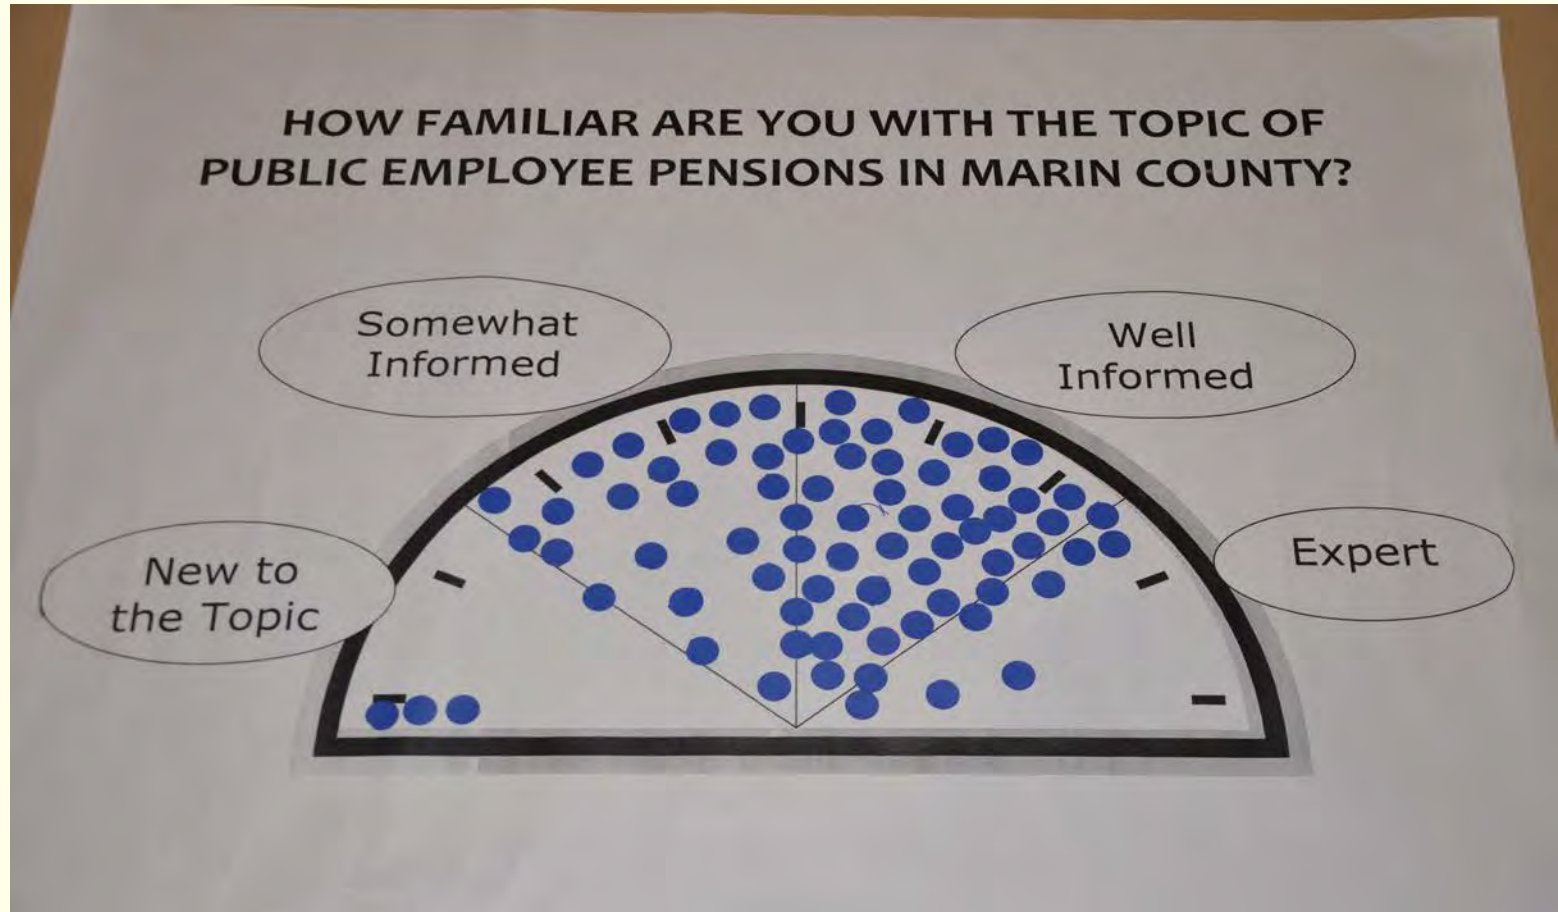 HOW FAMILIAR ARE YOU WITH THE TOPIC OF
PUBLIC EMPLOYEE PENSIONS IN MARIN COUNTY?
Somewhat
Informed
Well
Informed
New to
the Topic
Expert